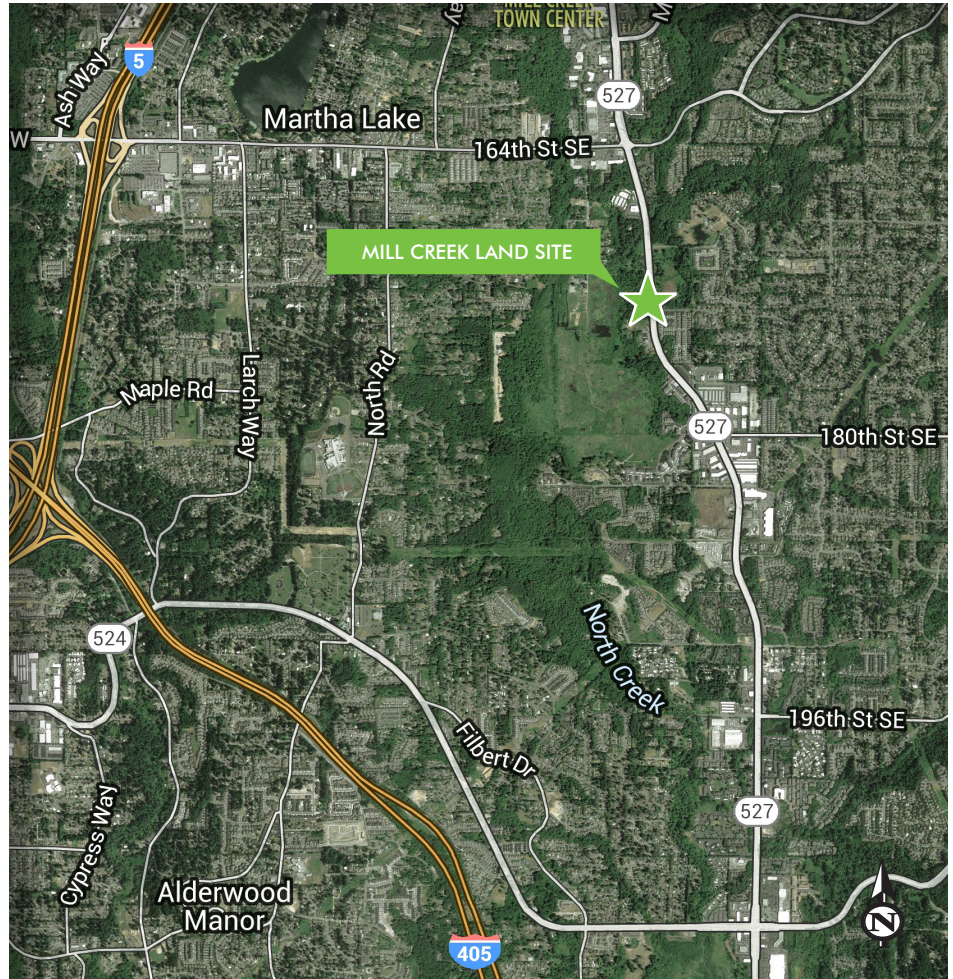 MILL CREEK
TOWN CENTER
Way
M
5
Ash Way
527
Martha Lake
W
164th St SE
MILL CREEK LAND SITE
Maple Rd
Larch Way
North Rd
527
180th St SE
524
North Creek
196th St SE
Filbert Dr
527
Cypress Way
Alderwood
Manor
N
405